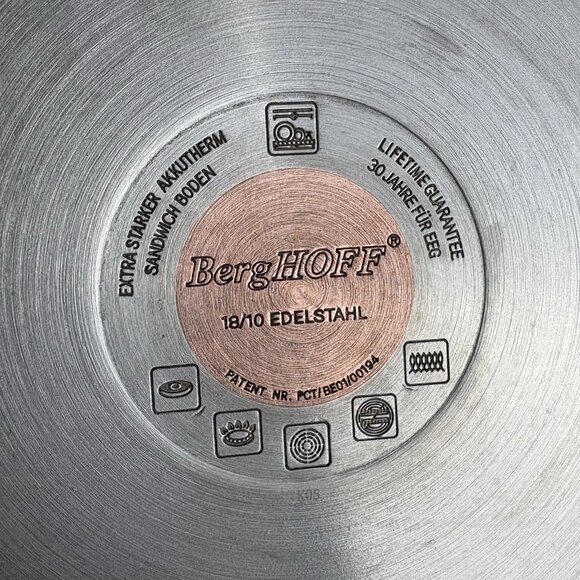 EXTRA STARKER AKKUTHERM
SANDWICH BODEN
LIFETIME GUARANTEE
30 JAHRE FÜR EEG
BergHOFF®
18/10 EDELSTAHL
PATENT NR. PCT/BE01/00194
K05